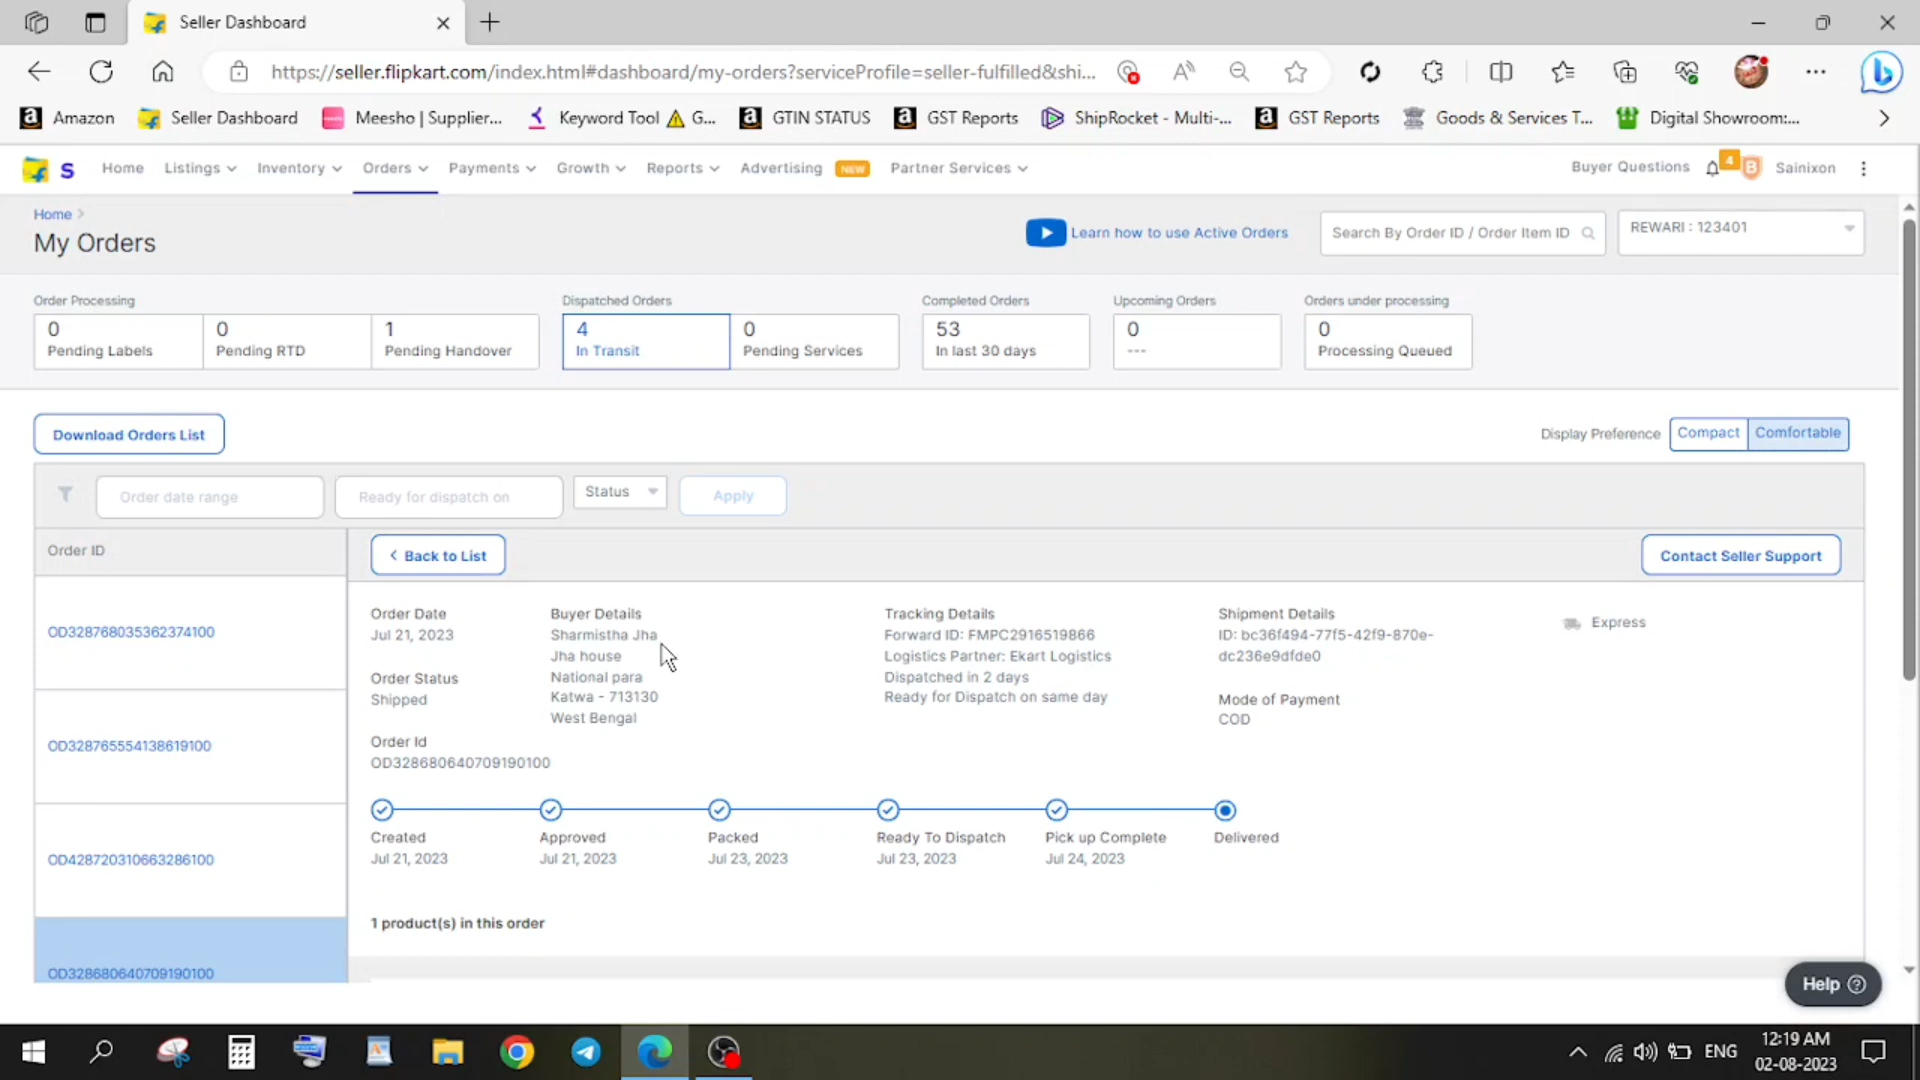 Seller Dashboard
https://seller.flipkart.com/index.html#dashboard/my-orders?serviceProfile=seller-fulfilled&shi...
Amazon
Seller Dashboard
Meesho | Supplier...
Keyword Tool ⚠ G...
GTIN STATUS
GST Reports
ShipRocket - Multi-...
GST Reports
Goods & Services T...
Digital Showroom:...
S
Home
Listings
Inventory
Orders
Payments
Growth
Reports
Advertising
NEW
Partner Services
Buyer Questions
4
B
Sainixon
Home
My Orders
Learn how to use Active Orders
Search By Order ID / Order Item ID
REWARI : 123401
Order Processing
Dispatched Orders
Completed Orders
Upcoming Orders
Orders under processing
0
Pending Labels
0
Pending RTD
1
Pending Handover
4
In Transit
0
Pending Services
53
In last 30 days
0
---
0
Processing Queued
Download Orders List
Display Preference
Compact
Comfortable
Order date range
Ready for dispatch on
Status
Apply
Order ID
Back to List
Contact Seller Support
OD328768035362374100
OD328765554138619100
OD428720310663286100
OD328680640709190100
Order Date
Jul 21, 2023
Order Status
Shipped
Order Id
OD328680640709190100
Buyer Details
Sharmistha Jha
Jha house
National para
Katwa - 713130
West Bengal
Tracking Details
Forward ID: FMPC2916519866
Logistics Partner: Ekart Logistics
Dispatched in 2 days
Ready for Dispatch on same day
Shipment Details
ID: bc36f494-77f5-42f9-870e-
dc236e9dfde0
Mode of Payment
COD
Express
Created
Jul 21, 2023
Approved
Jul 21, 2023
Packed
Jul 23, 2023
Ready To Dispatch
Jul 23, 2023
Pick up Complete
Jul 24, 2023
Delivered
1 product(s) in this order
Help
ENG
12:19 AM
02-08-2023